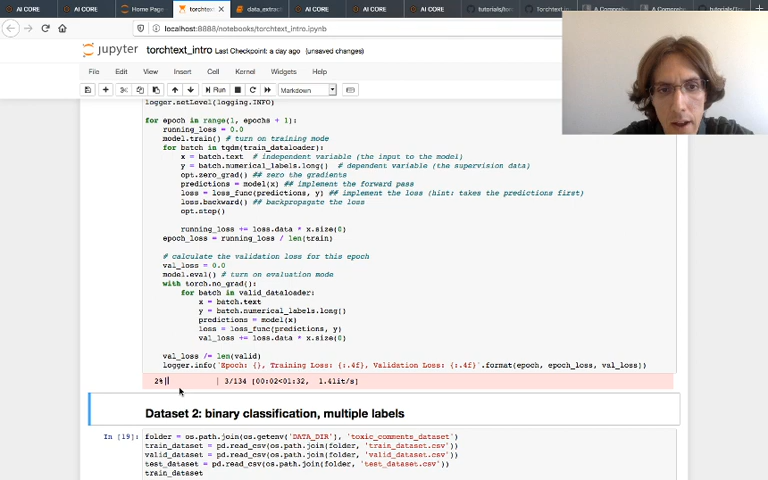 AI CORE
AI CORE
Home Page
torchtext_intro
data_extract
AI CORE
AI CORE
AI CORE
tutorials/tor
Torchtext.ip
A Compreh
A Compreh
tutorials/To
localhost:8888/notebooks/torchtext_intro.ipynb
jupyter torchtext_intro Last Checkpoint: a day ago (unsaved changes)
File Edit View Insert Cell Kernel Widgets Help
Run Markdown
logger.setLevel(logging.INFO)
for epoch in range(1, epochs + 1):
running_loss = 0.0
model.train() # turn on training mode
for batch in tqdm(train_dataloader):
x = batch.text # independent variable (the input to the model)
y = batch.numerical_labels.long() # dependent variable (the supervision data)
opt.zero_grad() ## zero the gradients
predictions = model(x) ## implement the forward pass
loss = loss_func(predictions, y) ## implement the loss (hint: takes the predictions first)
loss.backward() ## backpropagate the loss
opt.step()
running_loss += loss.data * x.size(0)
epoch_loss = running_loss / len(train)
# calculate the validation loss for this epoch
val_loss = 0.0
model.eval() # turn on evaluation mode
with torch.no_grad():
for batch in valid_dataloader:
x = batch.text
y = batch.numerical_labels.long()
predictions = model(x)
loss = loss_func(predictions, y)
val_loss += loss.data * x.size(0)
val_loss /= len(valid)
logger.info('Epoch: {}, Training Loss: {:.4f}, Validation Loss: {:.4f}'.format(epoch, epoch_loss, val_loss))
2%| | 3/134 [00:02<01:32, 1.41it/s]
Dataset 2: binary classification, multiple labels
In [19]: folder = os.path.join(os.getenv('DATA_DIR'), 'toxic_comments_dataset')
train_dataset = pd.read_csv(os.path.join(folder, 'train_dataset.csv'))
valid_dataset = pd.read_csv(os.path.join(folder, 'valid_dataset.csv'))
test_dataset = pd.read_csv(os.path.join(folder, 'test_dataset.csv'))
train_dataset